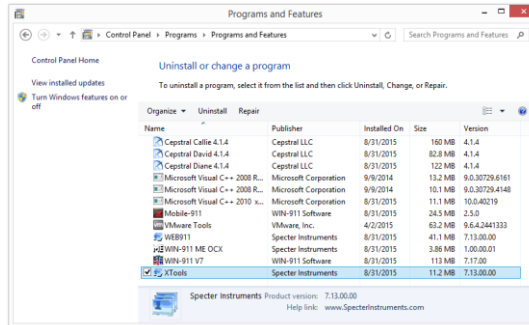 Programs and Features
Control Panel › Programs › Programs and Features
Search Programs and Features
Control Panel Home
View installed updates
Turn Windows features on or off
Uninstall or change a program
To uninstall a program, select it from the list and then click Uninstall, Change, or Repair.
Organize Uninstall Repair
Name Publisher Installed On Size Version
Cepstral Callie 4.1.4 Cepstral LLC 8/31/2015 160 MB 4.1.4
Cepstral David 4.1.4 Cepstral LLC 8/31/2015 82.8 MB 4.1.4
Cepstral Diane 4.1.4 Cepstral LLC 8/31/2015 122 MB 4.1.4
Microsoft Visual C++ 2008 R... Microsoft Corporation 9/9/2014 13.2 MB 9.0.30729.6161
Microsoft Visual C++ 2008 R... Microsoft Corporation 9/9/2014 10.1 MB 9.0.30729.4148
Microsoft Visual C++ 2010 x... Microsoft Corporation 8/31/2015 11.1 MB 10.0.40219
Mobile-911 WIN-911 Software 8/31/2015 24.5 MB 2.5.0
VMware Tools VMware, Inc. 4/2/2015 63.2 MB 9.6.4.2441333
WEB911 Specter Instruments 8/31/2015 41.1 MB 7.13.00.00
WIN-911 ME OCX Specter Instruments 8/31/2015 3.86 MB 1.00.00.01
WIN-911 V7 WIN-911 Software 8/31/2015 113 MB 7.17.00
XTools Specter Instruments 8/31/2015 11.2 MB 7.13.00.00
Specter Instruments Product version: 7.13.00.00
Help link: www.SpecterInstruments.com